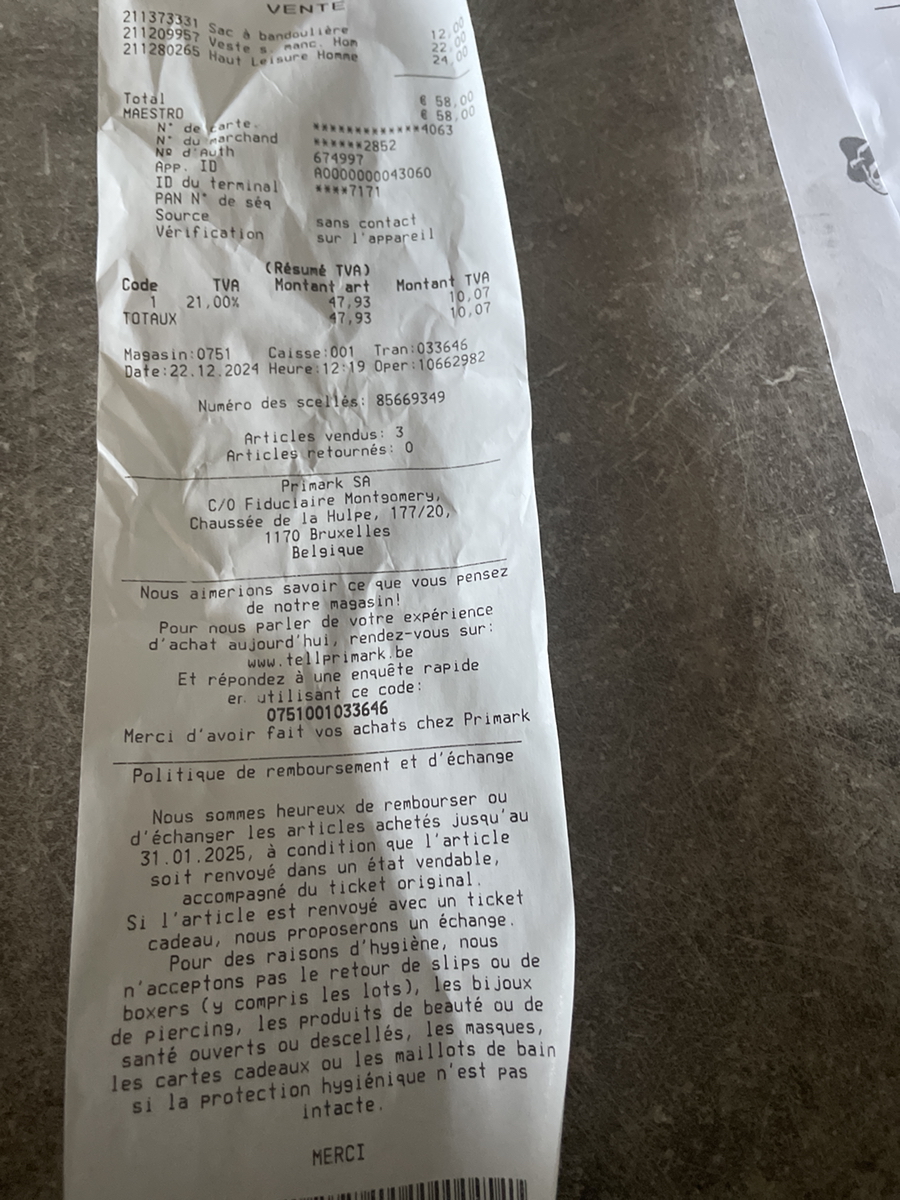 VENTE
211373331 Sac à bandoulière 12,00
211209957 Veste s. manc. Hom 22,00
211280265 Haut Leisure Homme 24,00
Total € 58,00
MAESTRO € 58,00
N° de carte. ************4063
N° du marchand ******2852
Nº d'Auth 674997
App. ID A0000000043060
ID du terminal ****7171
PAN N° de séq
Source sans contact
Vérification sur l'appareil
(Résumé TVA)
Code TVA Montant art Montant TVA
1 21,00% 47,93 10,07
TOTAUX 47,93 10,07
Magasin:0751 Caisse:001 Tran:033646
Date:22.12.2024 Heure:12:19 Oper:10662982
Numéro des scellés: 85669349
Articles vendus: 3
Articles retournés: 0
Primark SA
C/O Fiduciaire Montgomery,
Chaussée de la Hulpe, 177/20,
1170 Bruxelles
Belgique
Nous aimerions savoir ce que vous pensez
de notre magasin!
Pour nous parler de votre expérience
d'achat aujourd'hui, rendez-vous sur:
www.tellprimark.be
Et répondez à une enquête rapide
en utilisant ce code:
0751001033646
Merci d'avoir fait vos achats chez Primark
Politique de remboursement et d'échange
Nous sommes heureux de rembourser ou
d'échanger les articles achetés jusqu'au
31.01.2025, à condition que l'article
soit renvoyé dans un état vendable,
accompagné du ticket original.
Si l'article est renvoyé avec un ticket
cadeau, nous proposerons un échange.
Pour des raisons d'hygiène, nous
n'acceptons pas le retour de slips ou de
boxers (y compris les lots), les bijoux
de piercing, les produits de beauté ou de
santé ouverts ou descellés, les masques,
les cartes cadeaux ou les maillots de bain
si la protection hygiénique n'est pas
intacte.
MERCI